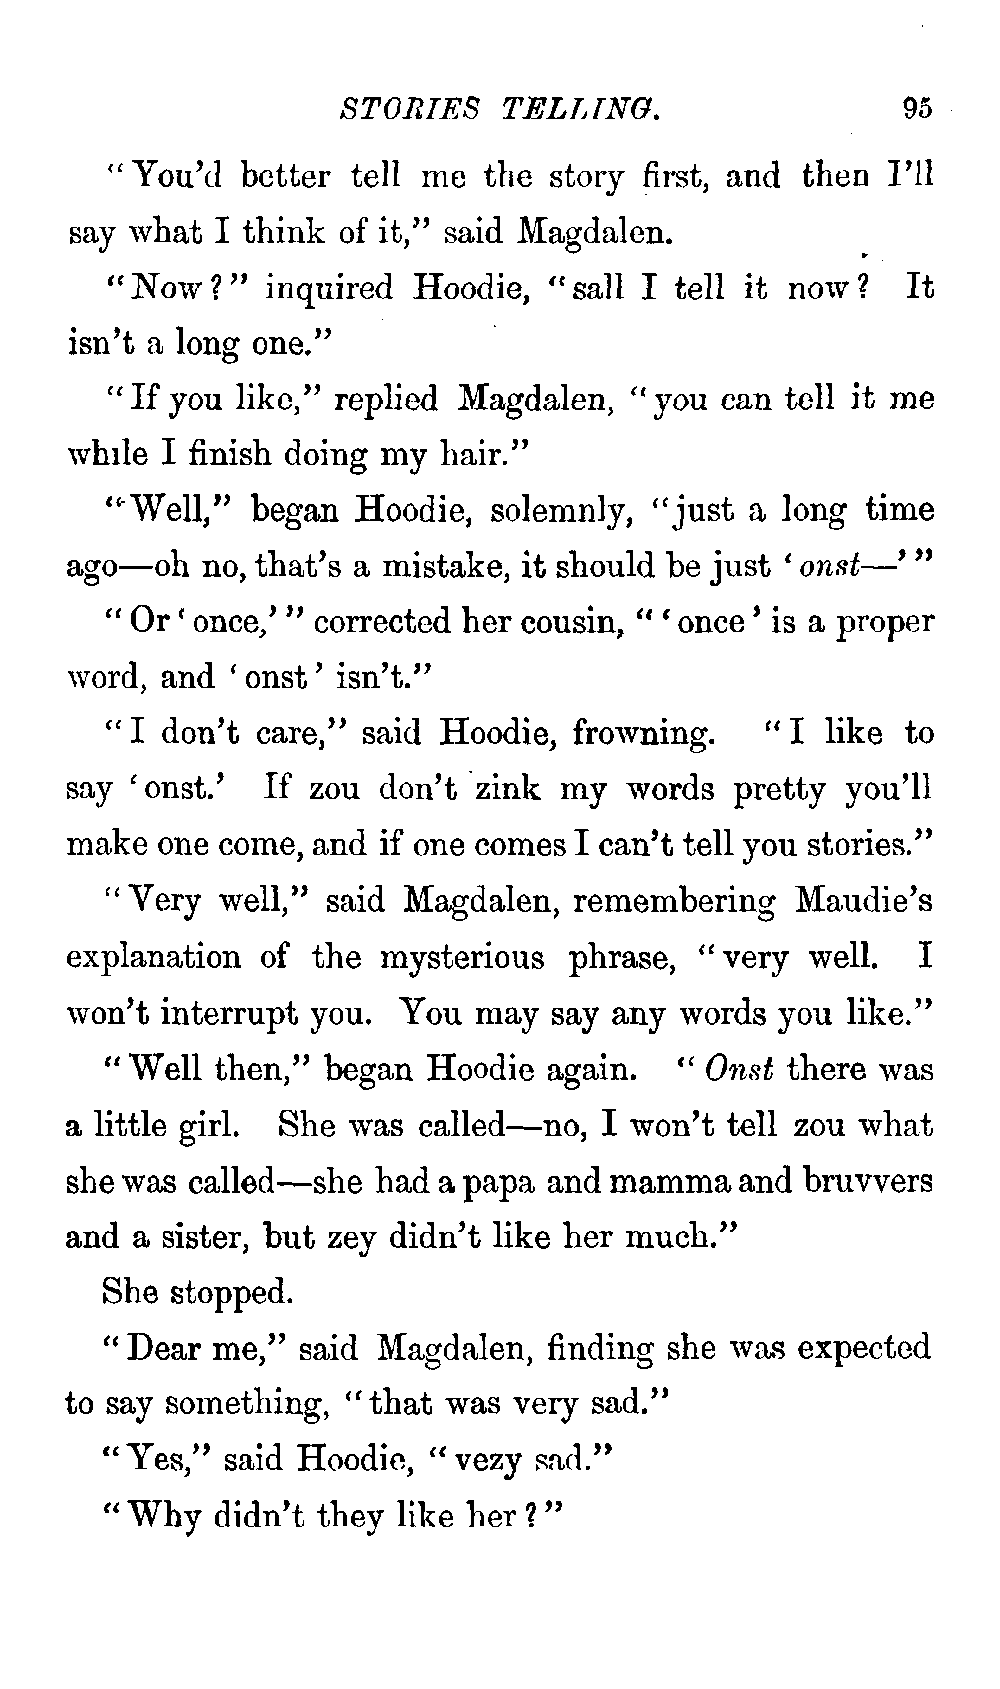 STORIES TELLING. 95
"You'd better tell me the story first, and then I'll
say what I think of it," said Magdalen.
"Now?" inquired Hoodie, "sall I tell it now? It
isn't a long one."
"If you like," replied Magdalen, "you can tell it me
while I finish doing my hair."
"Well," began Hoodie, solemnly, "just a long time
ago—oh no, that's a mistake, it should be just 'onst—'"
"Or 'once,'" corrected her cousin, "'once' is a proper
word, and 'onst' isn't."
"I don't care," said Hoodie, frowning. "I like to
say 'onst.' If zou don't zink my words pretty you'll
make one come, and if one comes I can't tell you stories."
"Very well," said Magdalen, remembering Maudie's
explanation of the mysterious phrase, "very well. I
won't interrupt you. You may say any words you like."
"Well then," began Hoodie again. "Onst there was
a little girl. She was called—no, I won't tell zou what
she was called—she had a papa and mamma and bruvvers
and a sister, but zey didn't like her much."
She stopped.
"Dear me," said Magdalen, finding she was expected
to say something, "that was very sad."
"Yes," said Hoodie, "vezy sad."
"Why didn't they like her?"